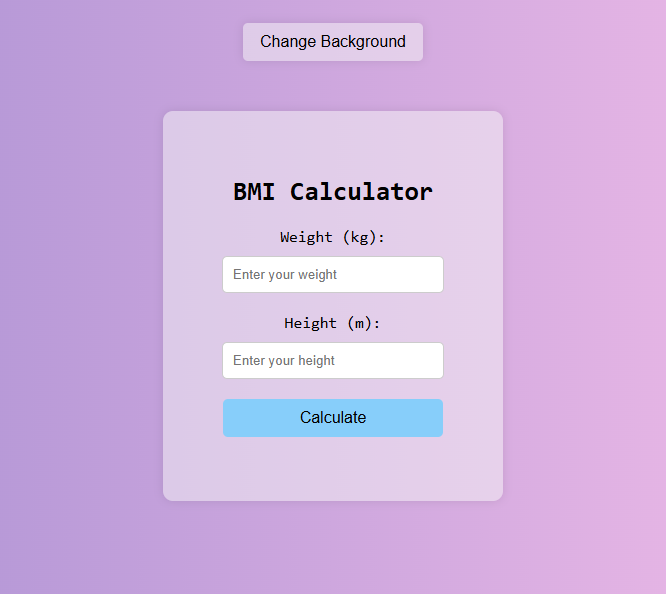 Change Background
BMI Calculator
Weight (kg):
Enter your weight
Height (m):
Enter your height
Calculate